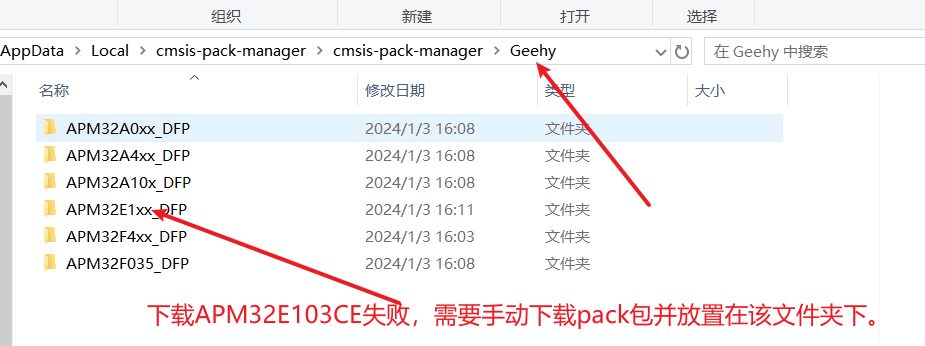 组织 新建 打开 选择
AppData > Local > cmsis-pack-manager > cmsis-pack-manager > Geehy 在 Geehy 中搜索
名称 修改日期 类型 大小
APM32A0xx_DFP 2024/1/3 16:08 文件夹
APM32A4xx_DFP 2024/1/3 16:08 文件夹
APM32A10x_DFP 2024/1/3 16:08 文件夹
APM32E1xx_DFP 2024/1/3 16:11 文件夹
APM32F4xx_DFP 2024/1/3 16:03 文件夹
APM32F035_DFP 2024/1/3 16:08 文件夹
下载APM32E103CE失败，需要手动下载pack包并放置在该文件夹下。